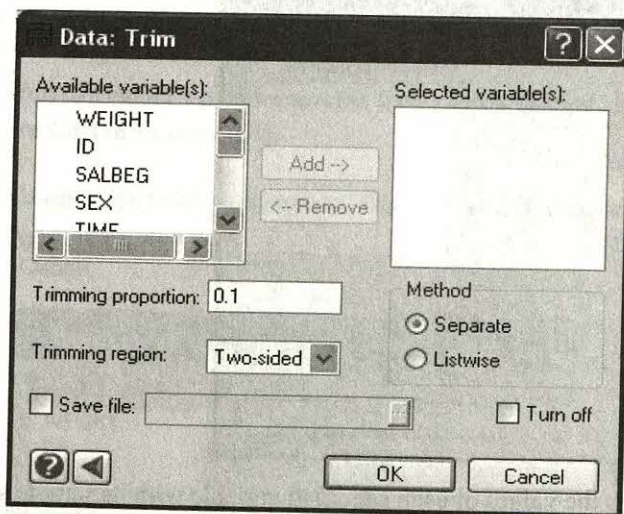 Data: Trim
Available variable(s):
WEIGHT
ID
SALBEG
SEX
TIME
Add -->
<-- Remove
Selected variable(s):
Trimming proportion: 0.1
Trimming region: Two-sided
Method
Separate
Listwise
Save file:
Turn off
OK
Cancel